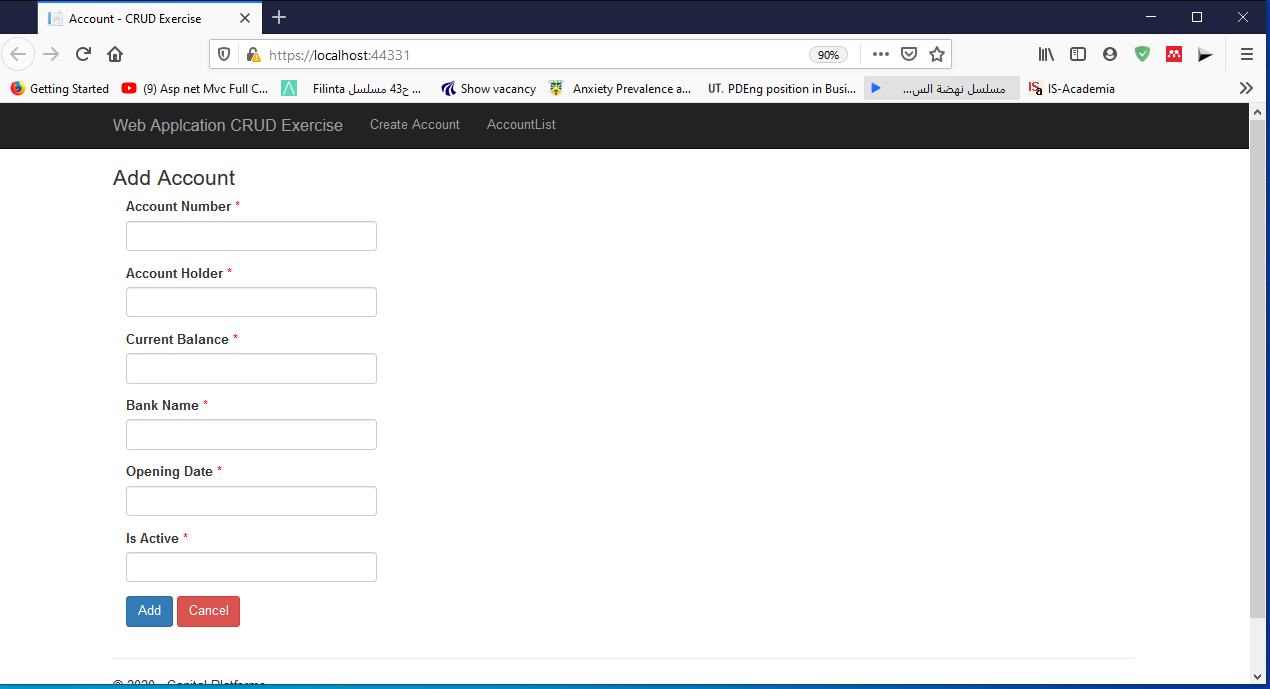 Account - CRUD Exercise
https://localhost:44331 90%
Getting Started (9) Asp net Mvc Full C... Filinta مسلسل 43ح ... Show vacancy Anxiety Prevalence a... UT. PDEng position in Busi... مسلسل نهضة الس... ISa IS-Academia
Web Applcation CRUD Exercise Create Account AccountList
Add Account
Account Number *
Account Holder *
Current Balance *
Bank Name *
Opening Date *
Is Active *
Add Cancel
© 2020 - Capital Platforms